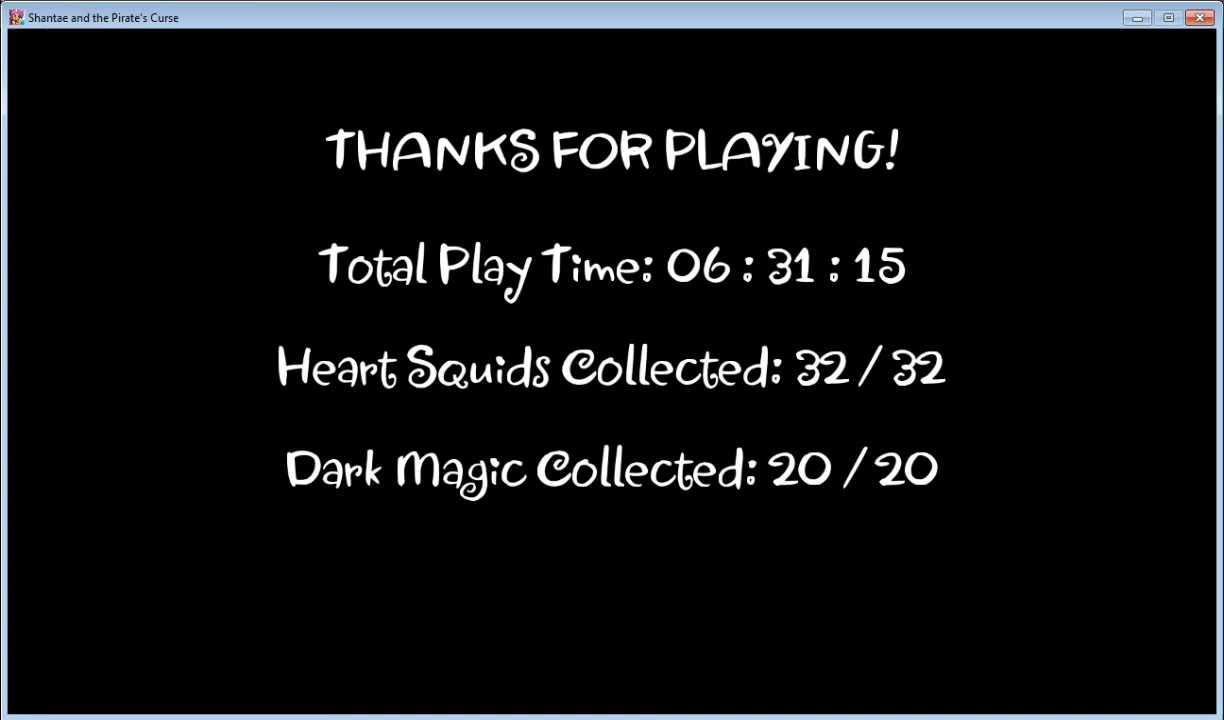 Shantae and the Pirate's Curse
THANKS FOR PLAYING!
Total Play Time: 06 : 31 : 15
Heart Squids Collected: 32 / 32
Dark Magic Collected: 20 / 20